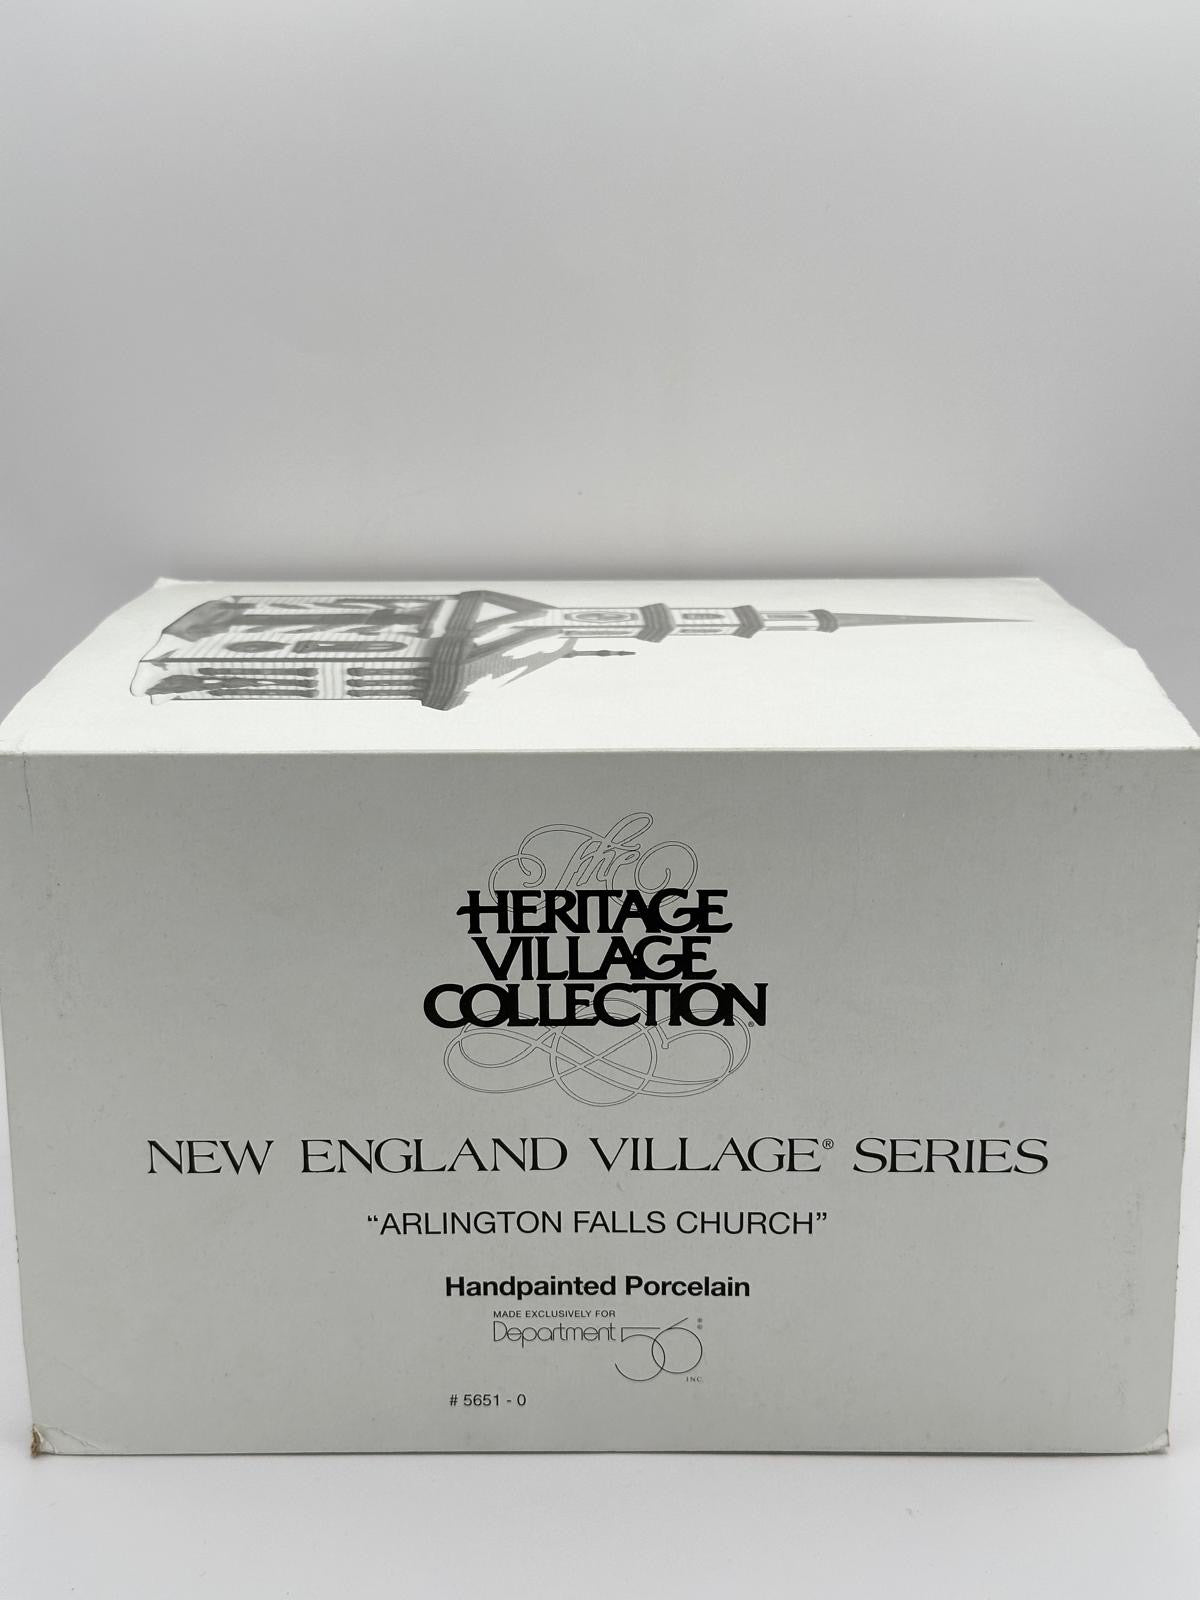 The
HERITAGE
VILLAGE
COLLECTION®
NEW ENGLAND VILLAGE® SERIES
“ARLINGTON FALLS CHURCH”
Handpainted Porcelain
MADE EXCLUSIVELY FOR
Department 56®
INC.
# 5651 - 0